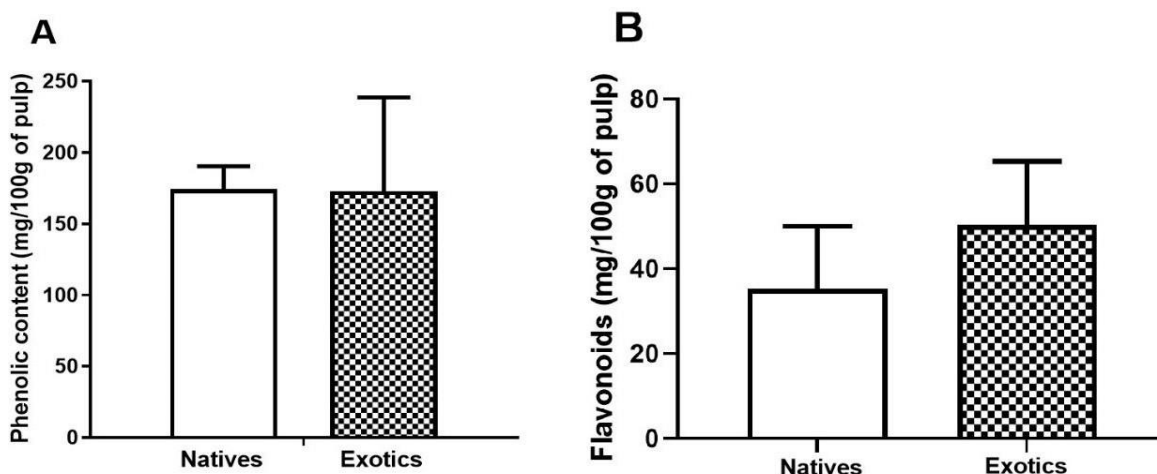 A
Phenolic content (mg/100g of pulp)
250
200
150
100
50
0
Natives Exotics
B
Flavonoids (mg/100g of pulp)
80
60
40
20
0
Natives Exotics